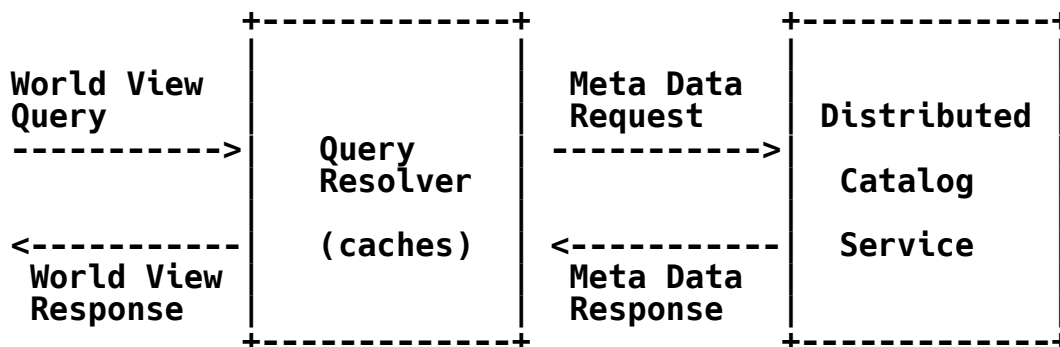 World View Meta Data
Query Request Distributed
Query
Resolver Catalog
(caches) Service
World View Meta Data
Response Response